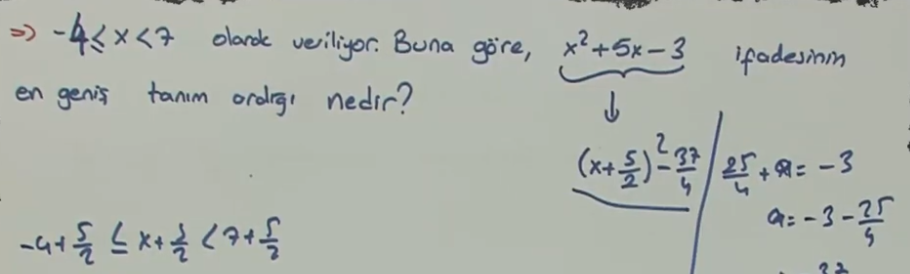 => -4 ≤ x < 7 olarak veriliyor. Buna göre, x² + 5x - 3 ifadesinin
en geniş tanım aralığı nedir?
(x + 5/2)² - 37/4
25/4 + a = -3
a = -3 - 25/4
-4 + 5/2 ≤ x + 5/2 < 7 + 5/2